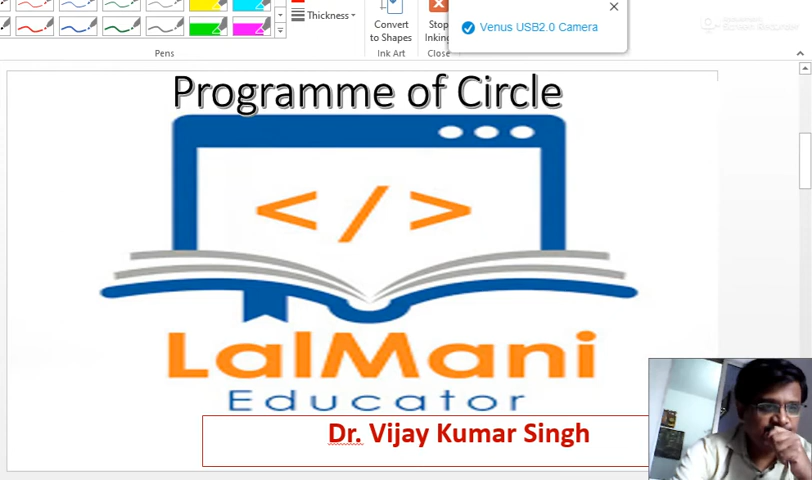 Thickness
Convert
to Shapes
Stop
Inking
Pens
Ink Art
Close
Venus USB2.0 Camera
Programme of Circle
</>
LalMani
Educator
Dr. Vijay Kumar Singh